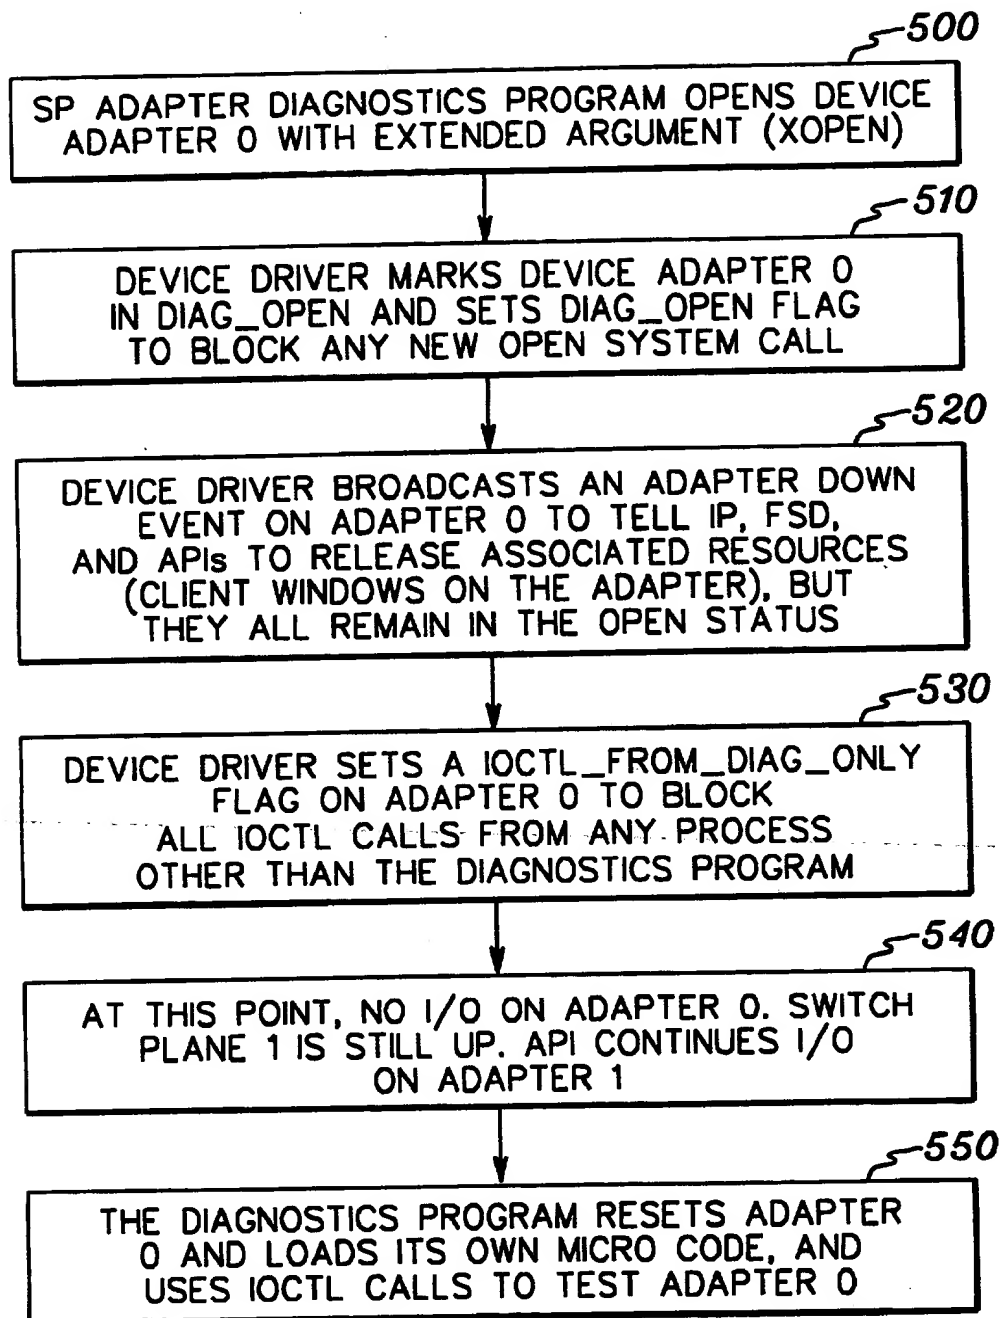 500
SP ADAPTER DIAGNOSTICS PROGRAM OPENS DEVICE
ADAPTER 0 WITH EXTENDED ARGUMENT (XOPEN)
510
DEVICE DRIVER MARKS DEVICE ADAPTER 0
IN DIAG_OPEN AND SETS DIAG_OPEN FLAG
TO BLOCK ANY NEW OPEN SYSTEM CALL
520
DEVICE DRIVER BROADCASTS AN ADAPTER DOWN
EVENT ON ADAPTER 0 TO TELL IP, FSD,
AND APIs TO RELEASE ASSOCIATED RESOURCES
(CLIENT WINDOWS ON THE ADAPTER), BUT
THEY ALL REMAIN IN THE OPEN STATUS
530
DEVICE DRIVER SETS A IOCTL_FROM_DIAG_ONLY
FLAG ON ADAPTER 0 TO BLOCK
ALL IOCTL CALLS FROM ANY PROCESS
OTHER THAN THE DIAGNOSTICS PROGRAM
540
AT THIS POINT, NO I/O ON ADAPTER 0. SWITCH
PLANE 1 IS STILL UP. API CONTINUES I/O
ON ADAPTER 1
550
THE DIAGNOSTICS PROGRAM RESETS ADAPTER
0 AND LOADS ITS OWN MICRO CODE, AND
USES IOCTL CALLS TO TEST ADAPTER 0